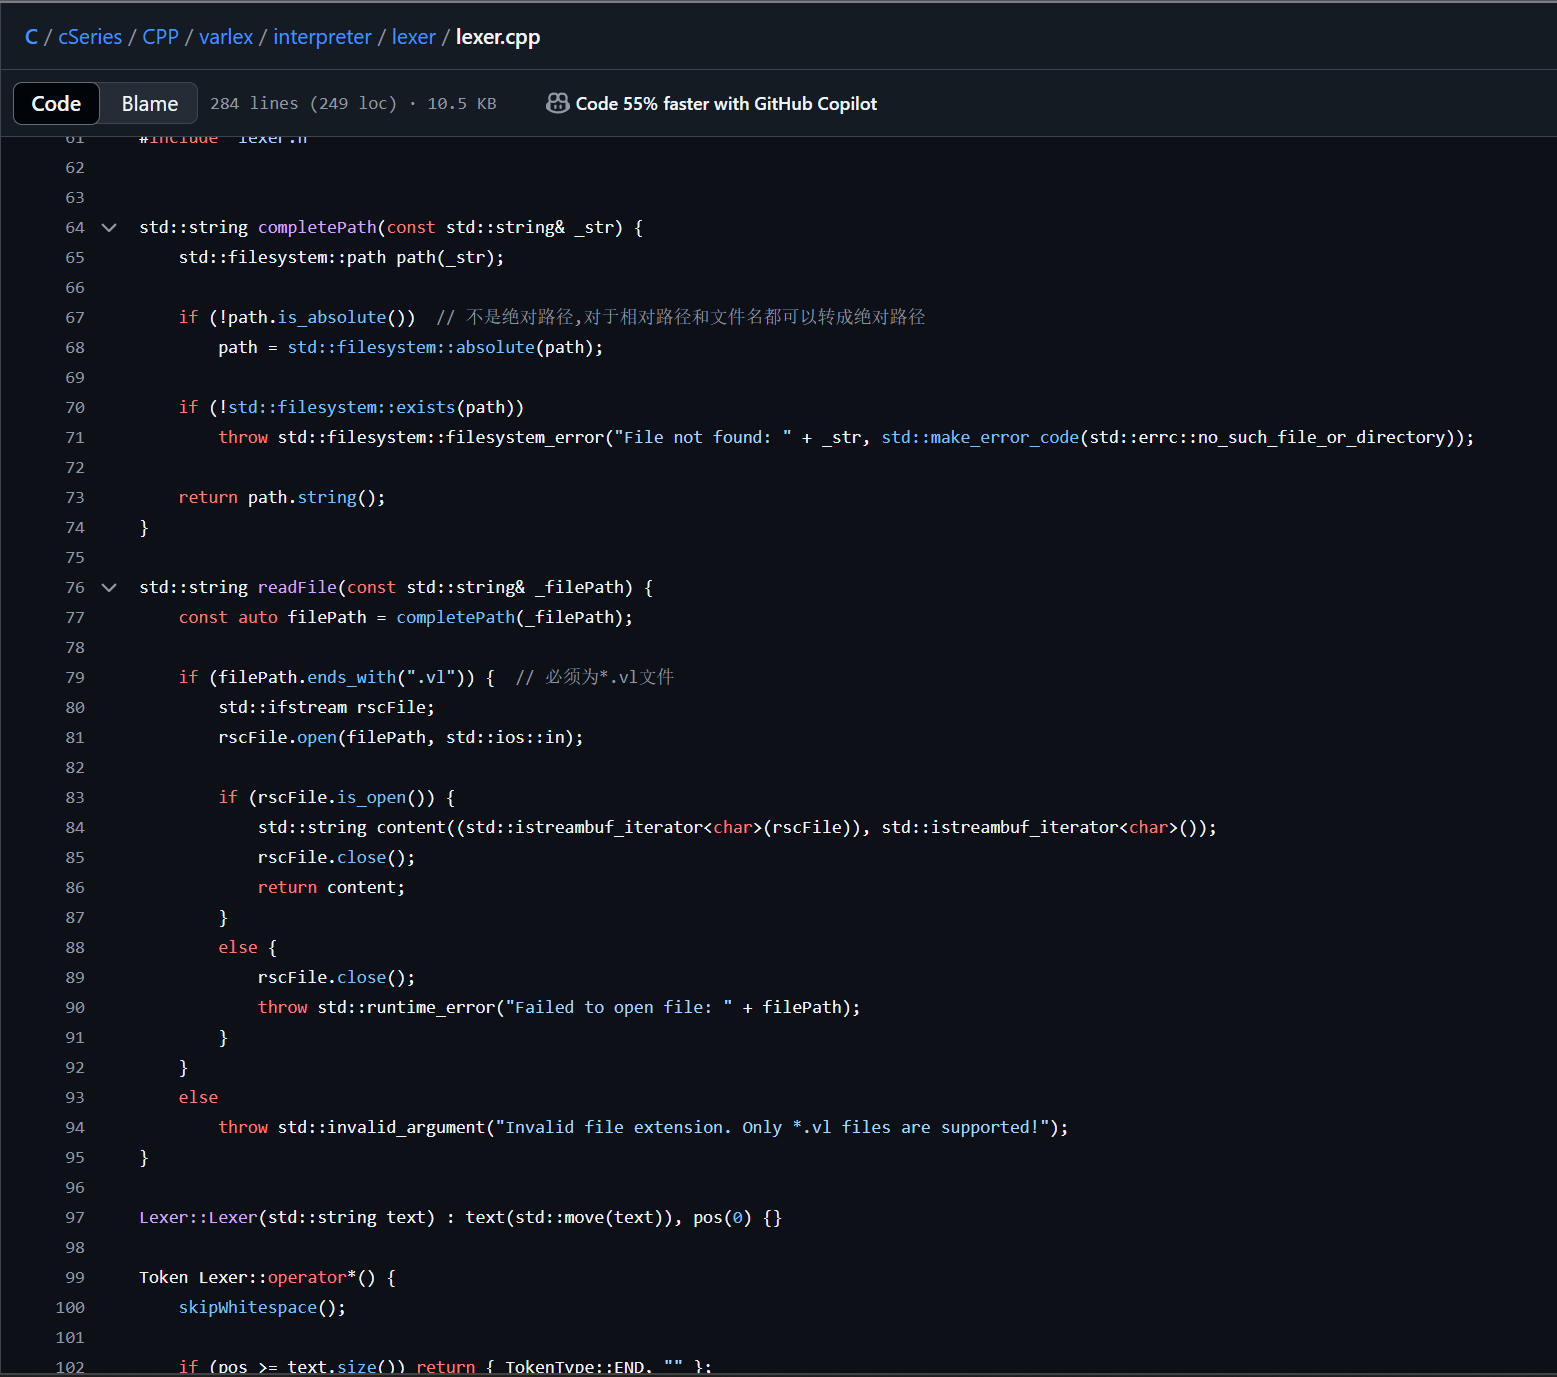 C / cSeries / CPP / varlex / interpreter / lexer / lexer.cpp
Code Blame 284 lines (249 loc) · 10.5 KB Code 55% faster with GitHub Copilot
61 #include "lexer.h"
62
63
64 std::string completePath(const std::string& _str) {
65 std::filesystem::path path(_str);
66
67 if (!path.is_absolute()) // 不是绝对路径,对于相对路径和文件名都可以转成绝对路径
68 path = std::filesystem::absolute(path);
69
70 if (!std::filesystem::exists(path))
71 throw std::filesystem::filesystem_error("File not found: " + _str, std::make_error_code(std::errc::no_such_file_or_directory));
72
73 return path.string();
74 }
75
76 std::string readFile(const std::string& _filePath) {
77 const auto filePath = completePath(_filePath);
78
79 if (filePath.ends_with(".vl")) { // 必须为*.vl文件
80 std::ifstream rscFile;
81 rscFile.open(filePath, std::ios::in);
82
83 if (rscFile.is_open()) {
84 std::string content((std::istreambuf_iterator<char>(rscFile)), std::istreambuf_iterator<char>());
85 rscFile.close();
86 return content;
87 }
88 else {
89 rscFile.close();
90 throw std::runtime_error("Failed to open file: " + filePath);
91 }
92 }
93 else
94 throw std::invalid_argument("Invalid file extension. Only *.vl files are supported!");
95 }
96
97 Lexer::Lexer(std::string text) : text(std::move(text)), pos(0) {}
98
99 Token Lexer::operator*() {
100 skipWhitespace();
101
102 if (pos >= text.size()) return { TokenType::END, "" };